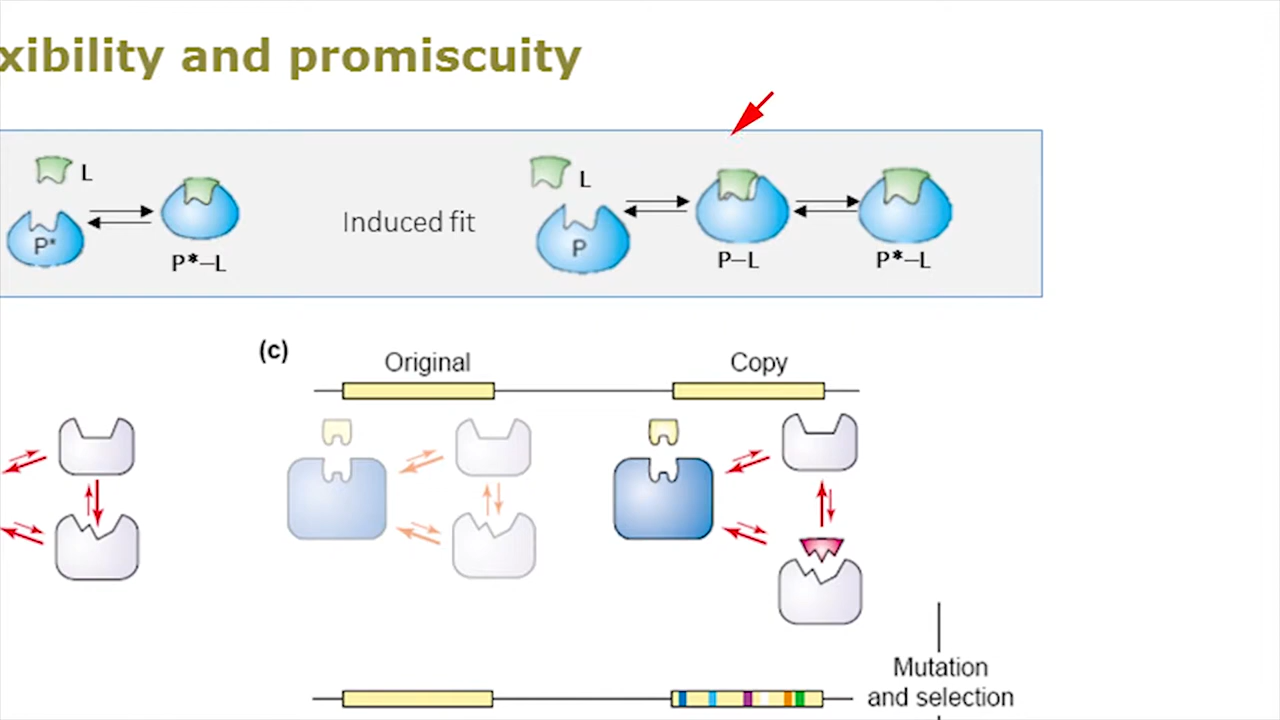 xibility and promiscuity
L
P*
P*–L
Induced fit
L
P
P–L
P*–L
(c)
Original
Copy
Mutation
and selection